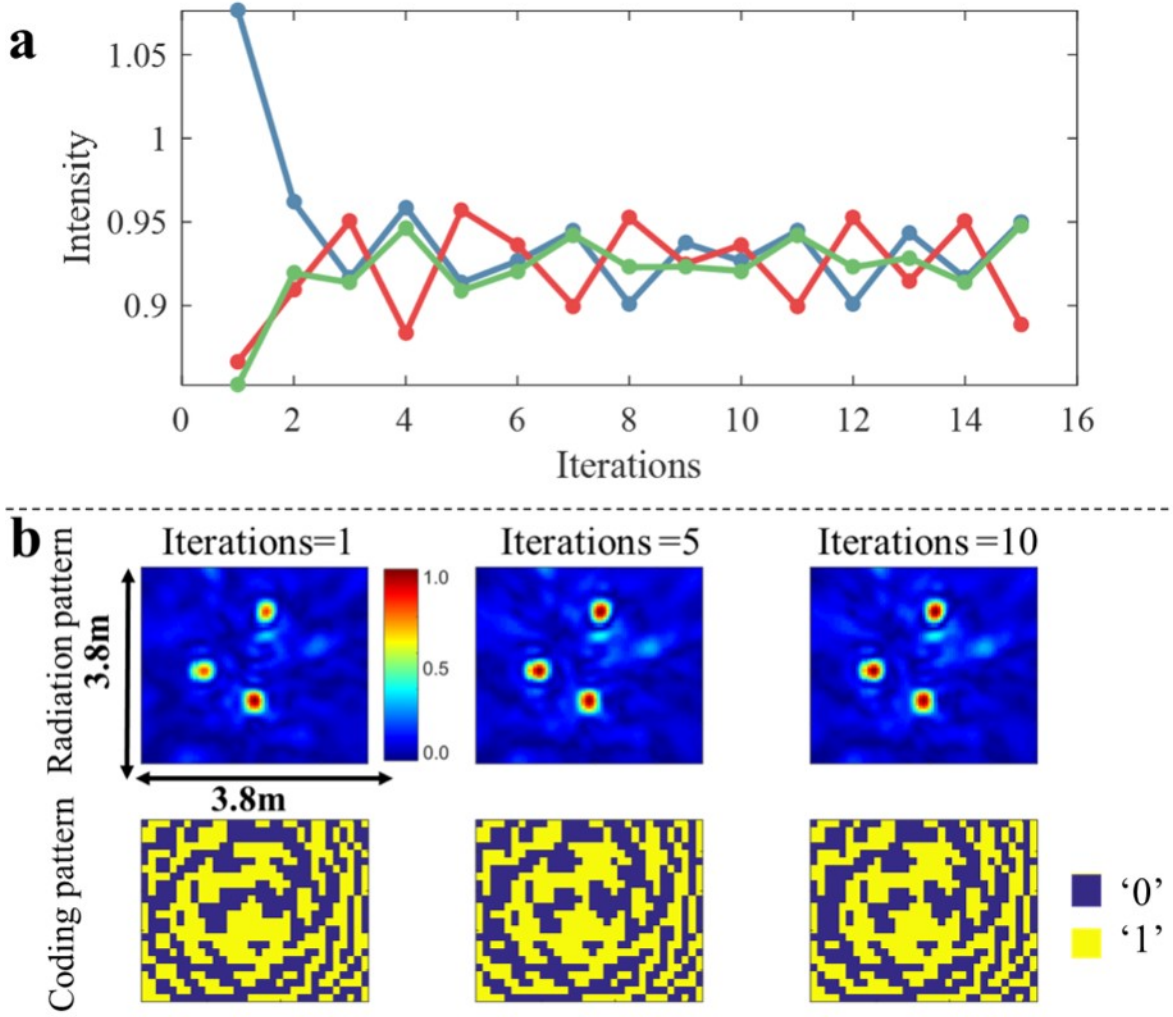 a
1.05
1
0.95
0.9
Intensity
0 2 4 6 8 10 12 14 16
Iterations
b
Iterations=1 Iterations =5 Iterations =10
Radiation pattern
3.8m
1.0
0.5
0.0
3.8m
Coding pattern
‘0’
‘1’